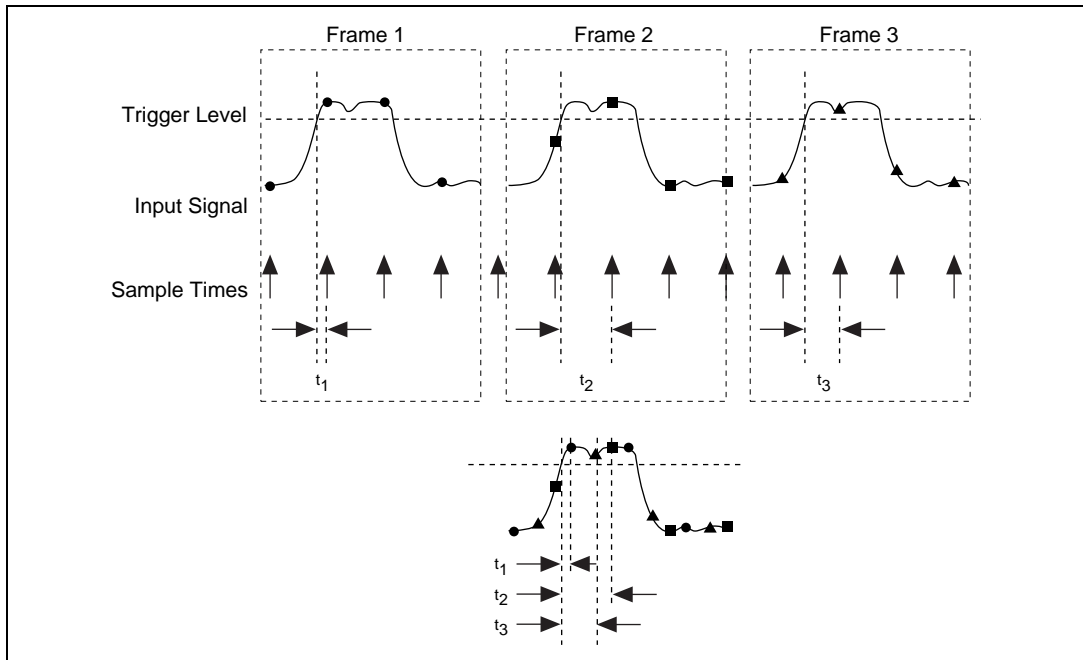 Frame 1
Frame 2
Frame 3
Trigger Level
Input Signal
Sample Times
t1
t2
t3
t1
t2
t3